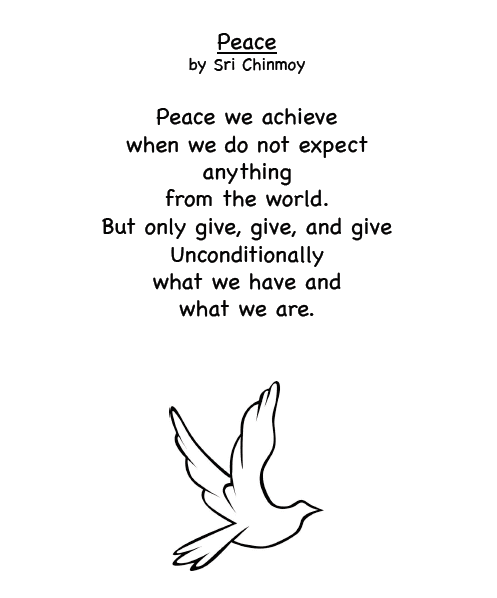 Peace
by Sri Chinmoy
Peace we achieve
when we do not expect
anything
from the world.
But only give, give, and give
Unconditionally
what we have and
what we are.